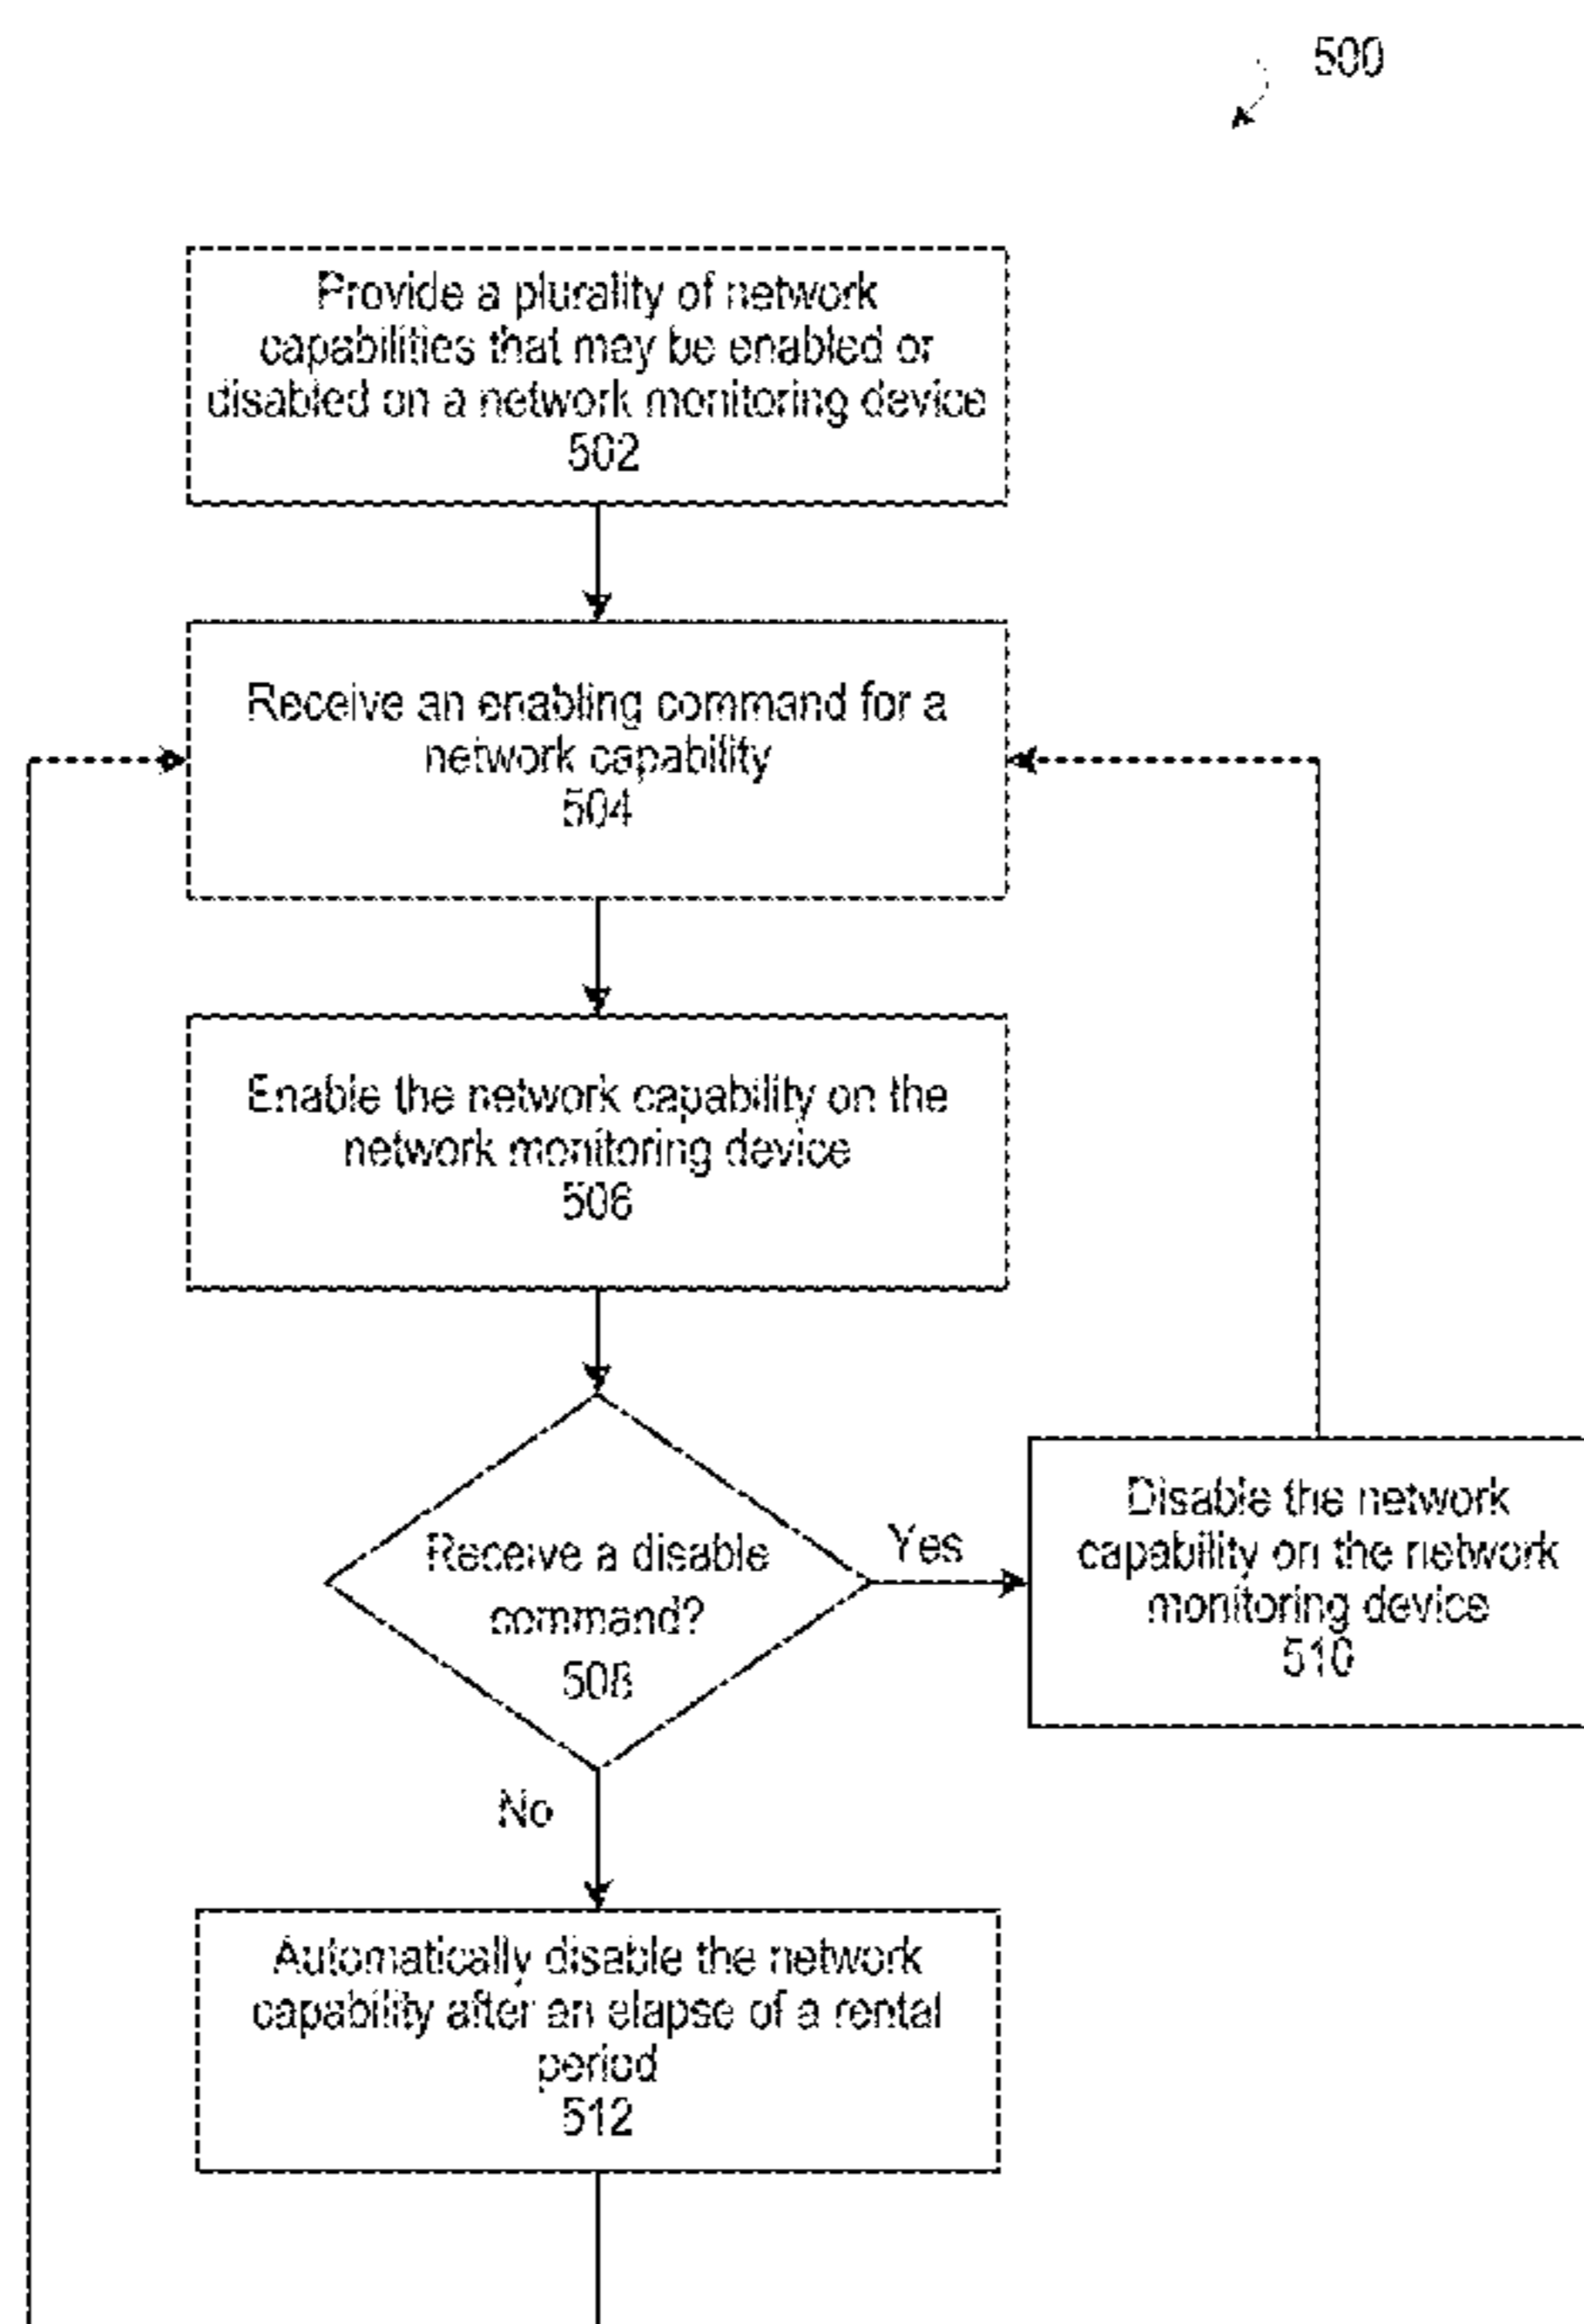 500
Provide a plurality of network
capabilities that may be enabled or
disabled on a network monitoring device
502
Receive an enabling command for a
network capability
504
Enable the network capability on the
network monitoring device
506
Receive a disable
command?
508
Yes
Disable the network
capability on the network
monitoring device
510
No
Automatically disable the network
capability after an elapse of a rental
period
512